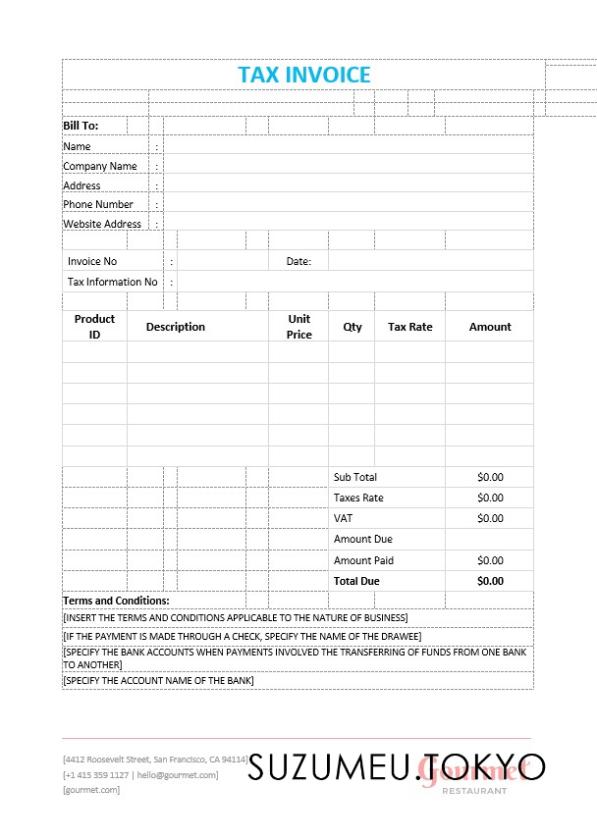 TAX INVOICE
Bill To:
Name :
Company Name :
Address :
Phone Number :
Website Address :
Invoice No : Date:
Tax Information No :
Product ID Description Unit Price Qty Tax Rate Amount
Sub Total $0.00
Taxes Rate $0.00
VAT $0.00
Amount Due
Amount Paid $0.00
Total Due $0.00
Terms and Conditions:
[INSERT THE TERMS AND CONDITIONS APPLICABLE TO THE NATURE OF BUSINESS]
[IF THE PAYMENT IS MADE THROUGH A CHECK, SPECIFY THE NAME OF THE DRAWEE]
[SPECIFY THE BANK ACCOUNTS WHEN PAYMENTS INVOLVED THE TRANSFERRING OF FUNDS FROM ONE BANK
TO ANOTHER]
[SPECIFY THE ACCOUNT NAME OF THE BANK]
[4412 Roosevelt Street, San Francisco, CA 94114]
[+1 415 359 1127 | hello@gourmet.com]
[gourmet.com]
SUZUMEU.TOKYO
Gourmet
RESTAURANT